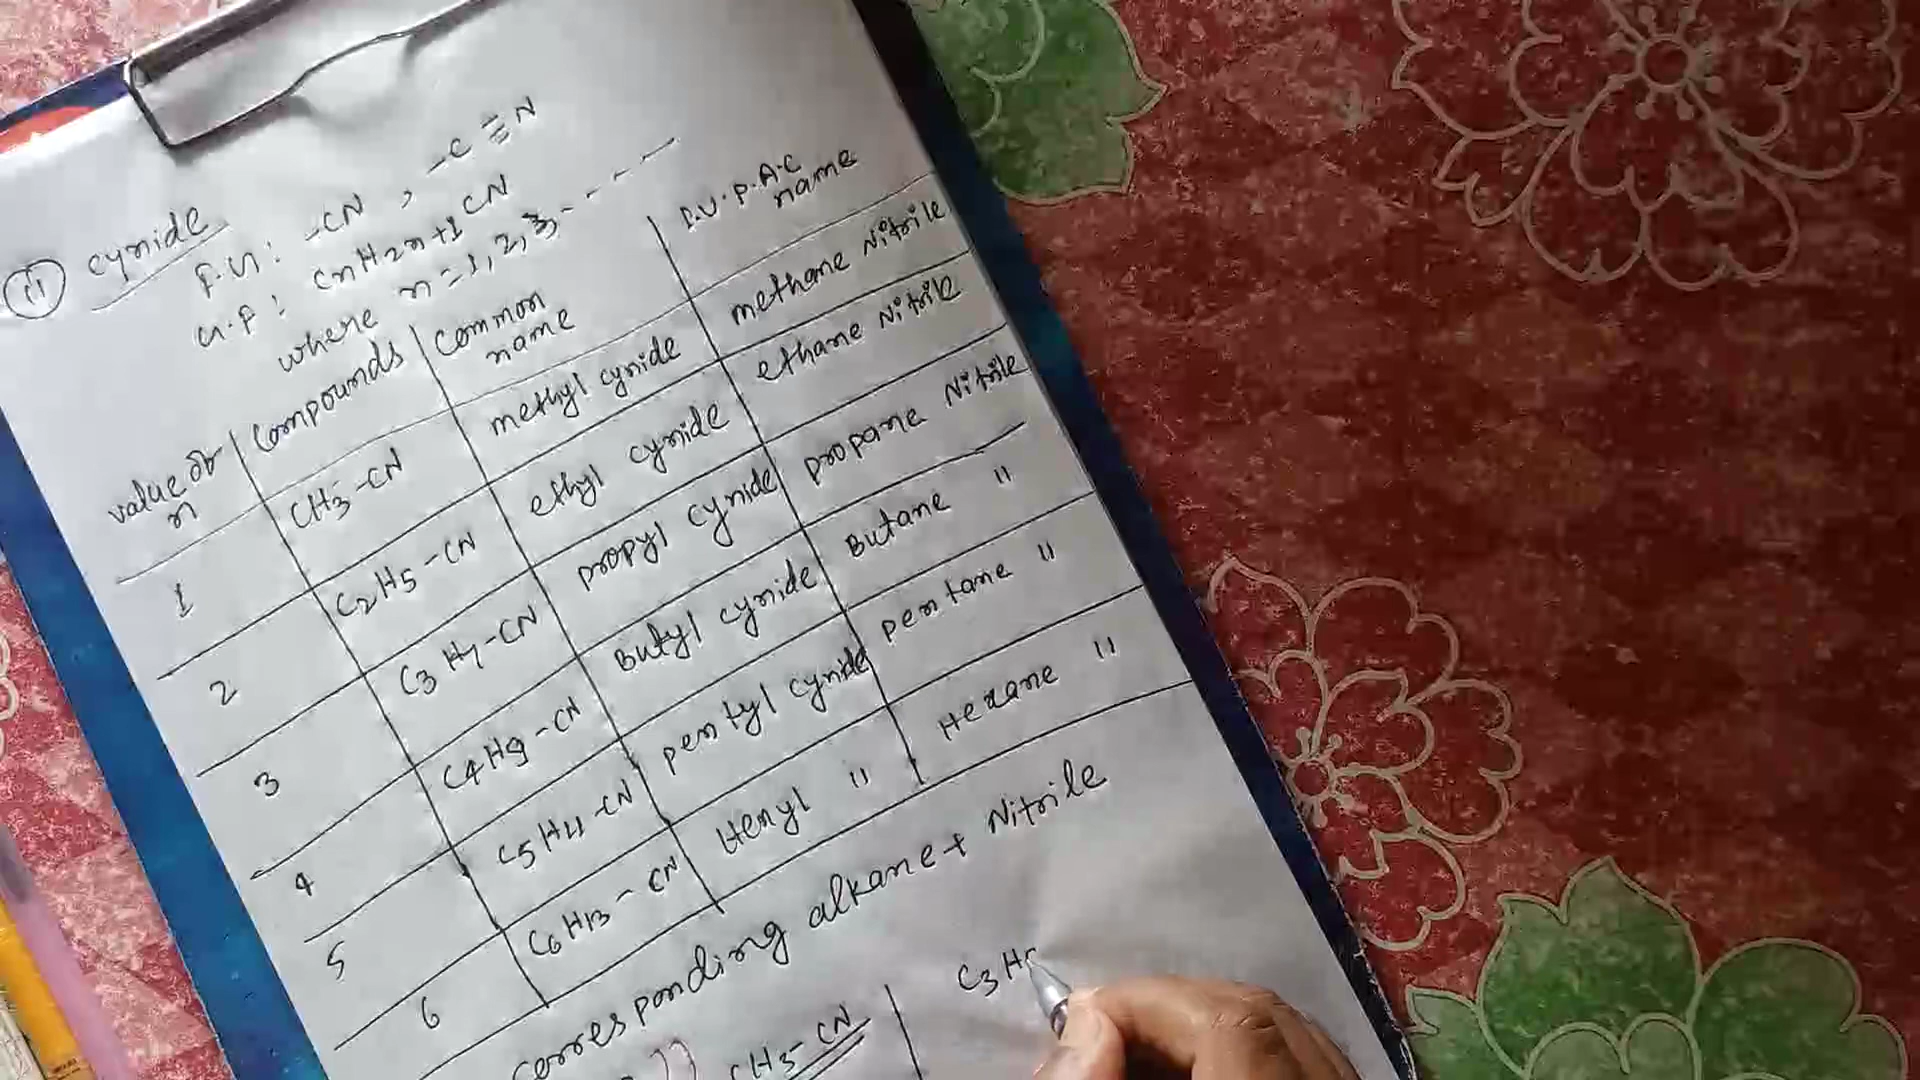 11 cynide
F.G: -CN, -C≡N
G.F: CnH2n+1 CN
where n=1,2,3,-----
value of n | Compounds | Common name | I.U.P.A.C name
1 | CH3-CN | methyl cynide | methane Nitrile
2 | C2H5-CN | ethyl cynide | ethane Nitrile
3 | C3H7-CN | propyl cynide | propane Nitrile
4 | C4H9-CN | Butyl cynide | Butane "
5 | C5H11-CN | pentyl cynide | pentane "
6 | C6H13-CN | Hexyl " | Hexane "
corresponding alkane + Nitrile
CH3-CN | C3H